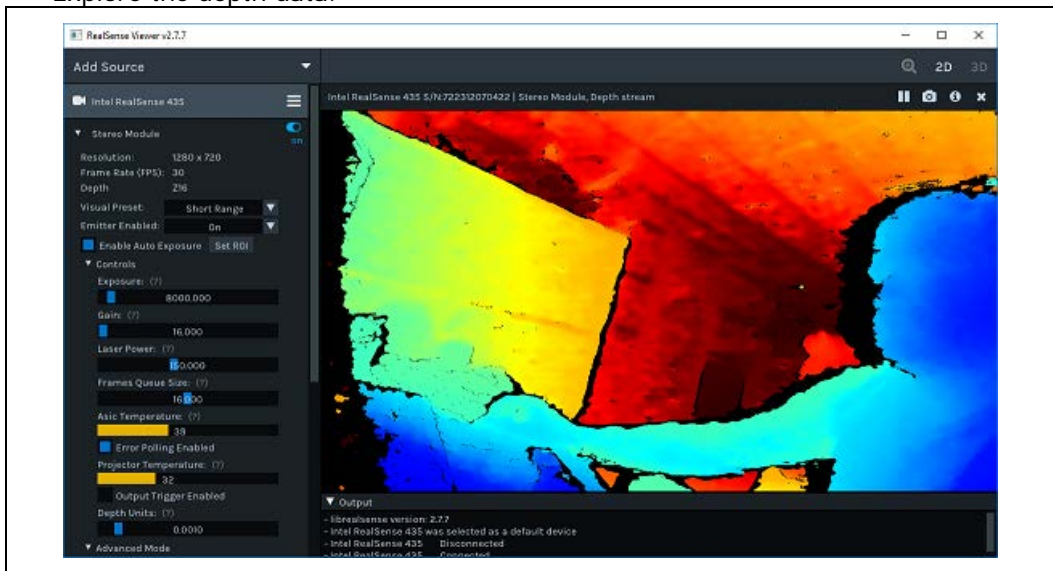 Explore the depth data.
RealSense Viewer v2.7.7
Add Source
2D
3D
Intel RealSense 435
Intel RealSense 435 S/N:722312070422 | Stereo Module, Depth stream
Stereo Module
on
Resolution: 1280 x 720
Frame Rate (FPS): 30
Depth Z16
Visual Preset: Short Range
Emitter Enabled: On
Enable Auto Exposure Set ROI
Controls
Exposure: (?)
8000.000
Gain: (?)
16.000
Laser Power: (?)
150.000
Frames Queue Size: (?)
16.000
Asic Temperature: (?)
39
Error Polling Enabled
Projector Temperature: (?)
32
Output Trigger Enabled
Depth Units: (?)
0.0010
Advanced Mode
Output
- librealsense version: 2.7.7
- Intel RealSense 435 was selected as a default device
- Intel RealSense 435 Disconnected
- Intel RealSense 435 Connected